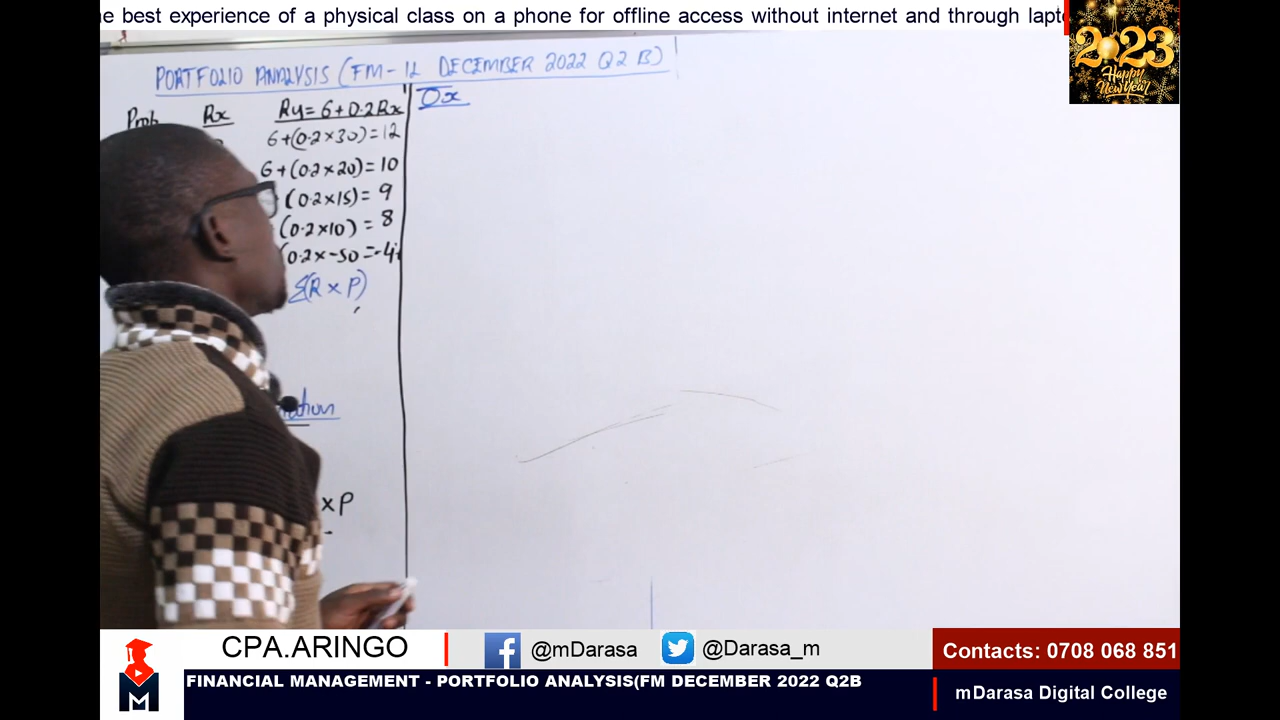 he best experience of a physical class on a phone for offline access without internet and through lapto
2023
Happy
New Year
PORTFOLIO ANALYSIS (FM-12 DECEMBER 2022 Q2 B)
Prob Rx Ry = 6+0.2Rx
6+(0.2×30)=12
6+(0.2×20)=10
(0.2×15)= 9
(0.2×10) = 8
(0.2×-50 =-4
Σ(R × P)
σx
× P
CPA.ARINGO
@mDarasa
@Darasa_m
Contacts: 0708 068 851
FINANCIAL MANAGEMENT - PORTFOLIO ANALYSIS(FM DECEMBER 2022 Q2B
mDarasa Digital College